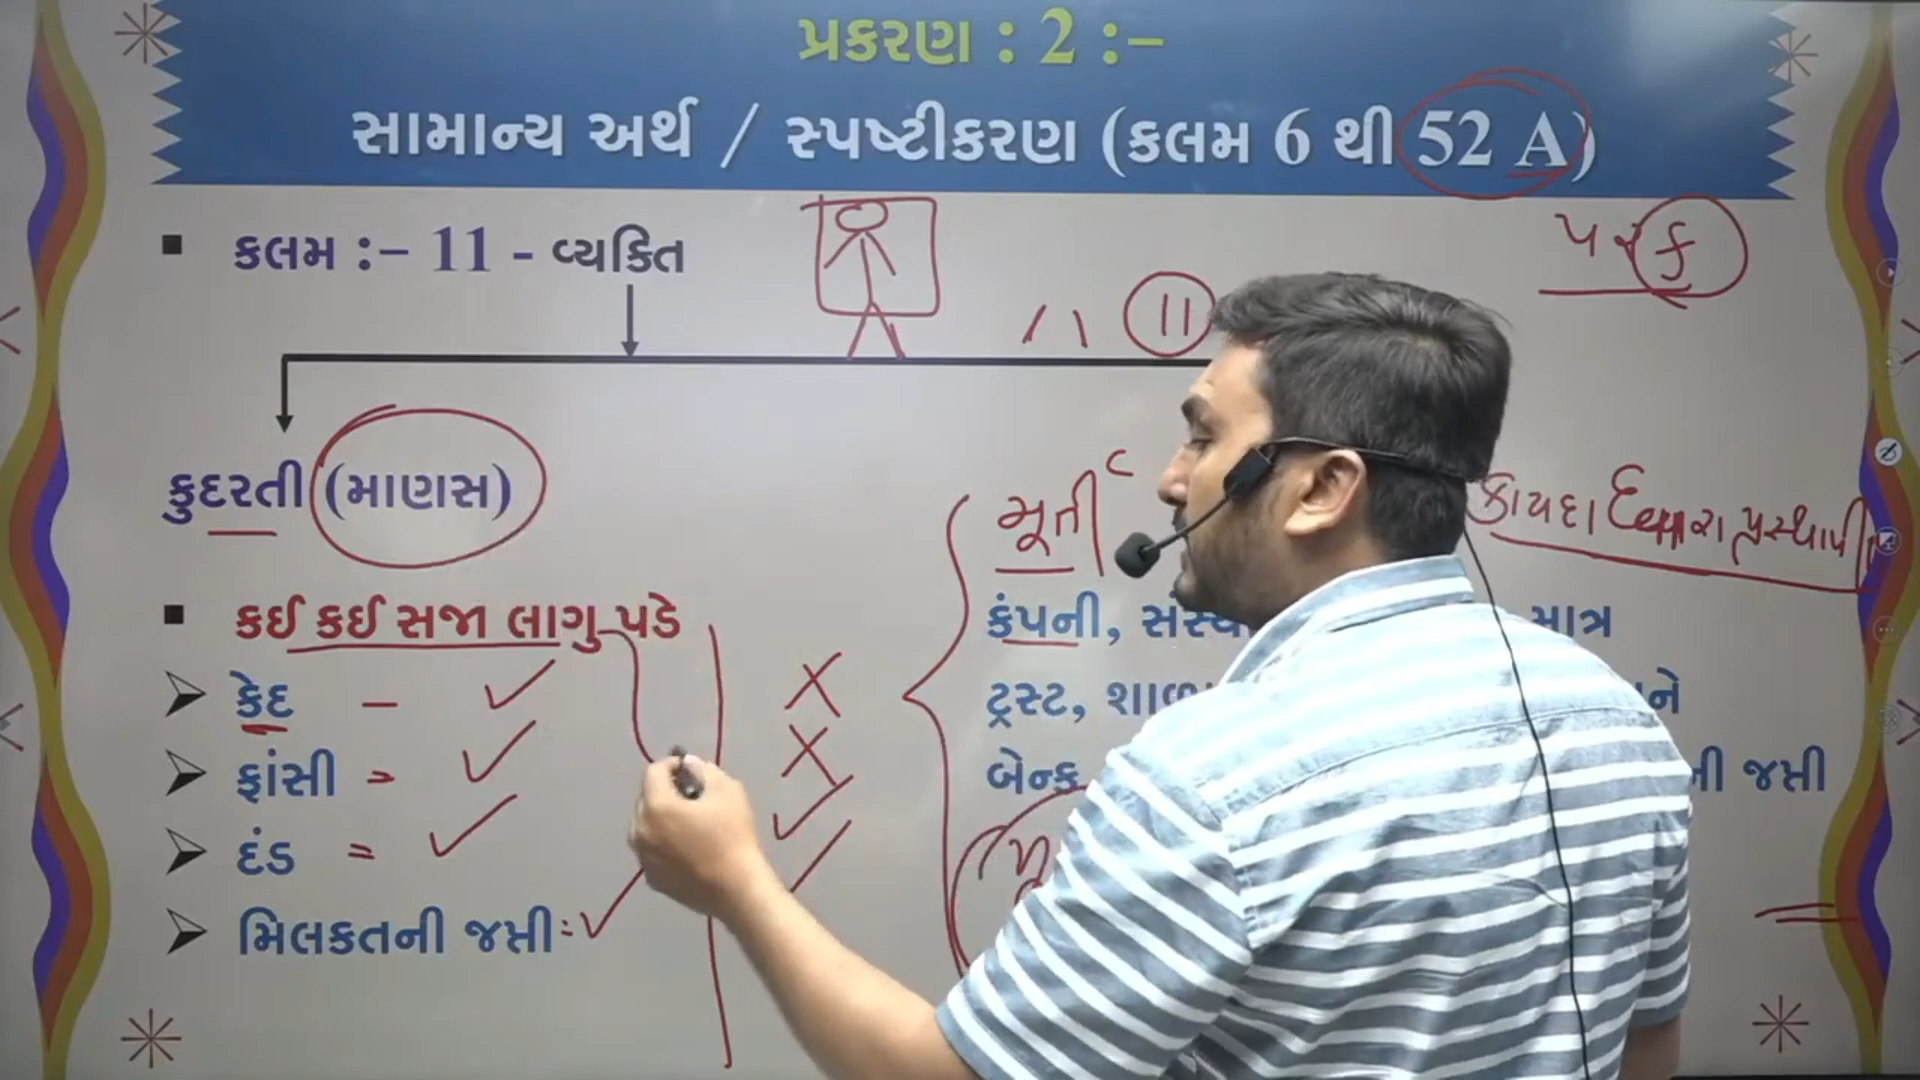 પ્રકરણ : 2 :–
સામાન્ય અર્થ / સ્પષ્ટીકરણ (કલમ 6 થી 52 A)
કલમ :– 11 - વ્યક્તિ
11
કુદરતી (માણસ)
કાયદા દ્વારા
કઈ કઈ સજા લાગુ પડે
કંપની,
માત્ર
કેદ –
ટ્રસ્ટ,
ફાંસી =
બેન્ક
જપ્તી
દંડ =
મિલકતની જપ્તી :